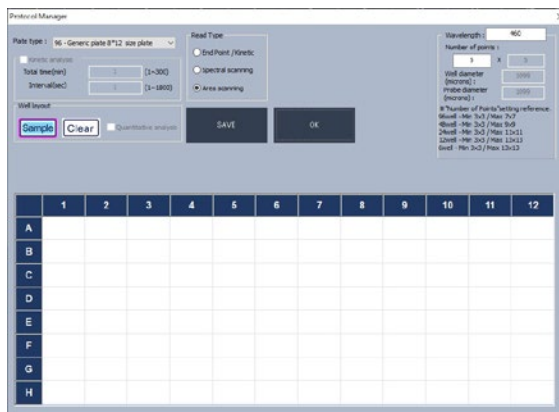 Protocol Manager
Plate type : 96 - Generic plate 8*12 size plate
Kinetic analysis
Total time(min) 1 (1~300)
Interval(sec) (1~1800)
Well layout
Sample Clear Quantitative analysis
Read Type
EndPoint / Kinetic
Spectral scanning
Area scanning
SAVE OK
Wavelength : 460
Number of points :
3 X 3
Well diameter (microns) :
Probe diameter (microns) :
※"Number of Points"setting reference.
96well - Min 3x3 / Max 7x7
48well - Min 3x3 / Max 9x9
24well - Min 3x3 / Max 11x11
12well - Min 3x3 / Max 13x13
6well - Min 3x3 / Max 13x13
1 2 3 4 5 6 7 8 9 10 11 12
A
B
C
D
E
F
G
H